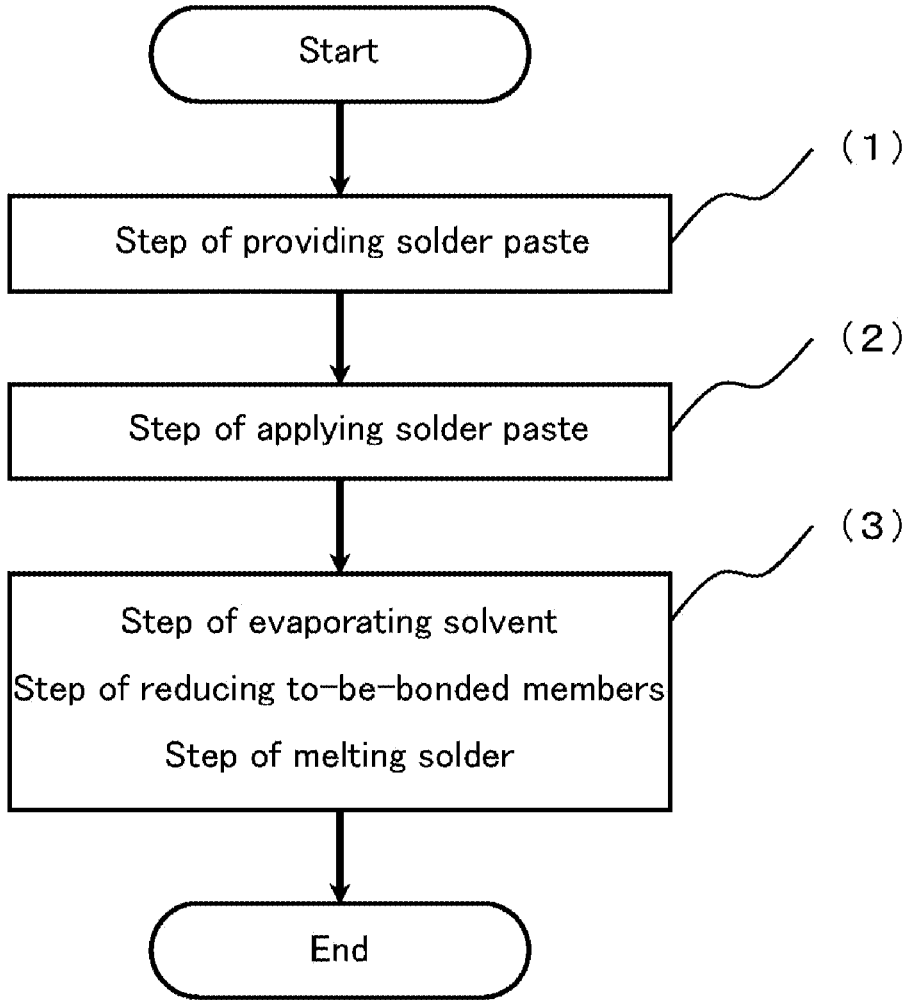 Start
(1)
Step of providing solder paste
(2)
Step of applying solder paste
(3)
Step of evaporating solvent
Step of reducing to-be-bonded members
Step of melting solder
End